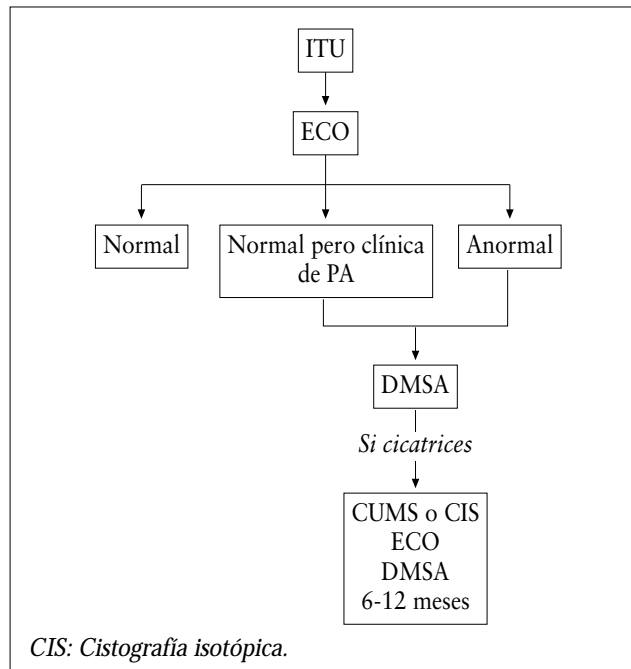 ITU
ECO
Normal
Normal pero clínica
de PA
Anormal
DMSA
Si cicatrices
CUMS o CIS
ECO
DMSA
6-12 meses
CIS: Cistografía isotópica.